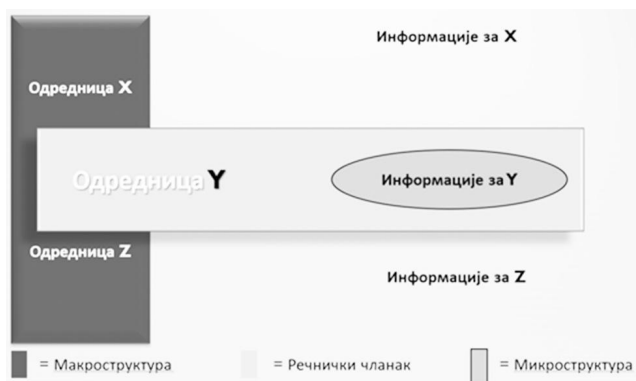 Информације за X
Одредница X
Одредница Y
Информације за Y
Одредница Z
Информације за Z
= Макроструктура
= Речнички чланак
= Микроструктура